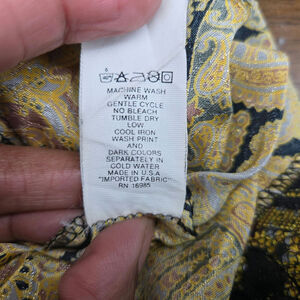 MACHINE WASH
WARM
GENTLE CYCLE
NO BLEACH
TUMBLE DRY
LOW
COOL IRON
WASH PRINT
AND
DARK COLORS
SEPARATELY IN
COLD WATER
MADE IN U.S.A
"IMPORTED FABRIC"
RN 16985